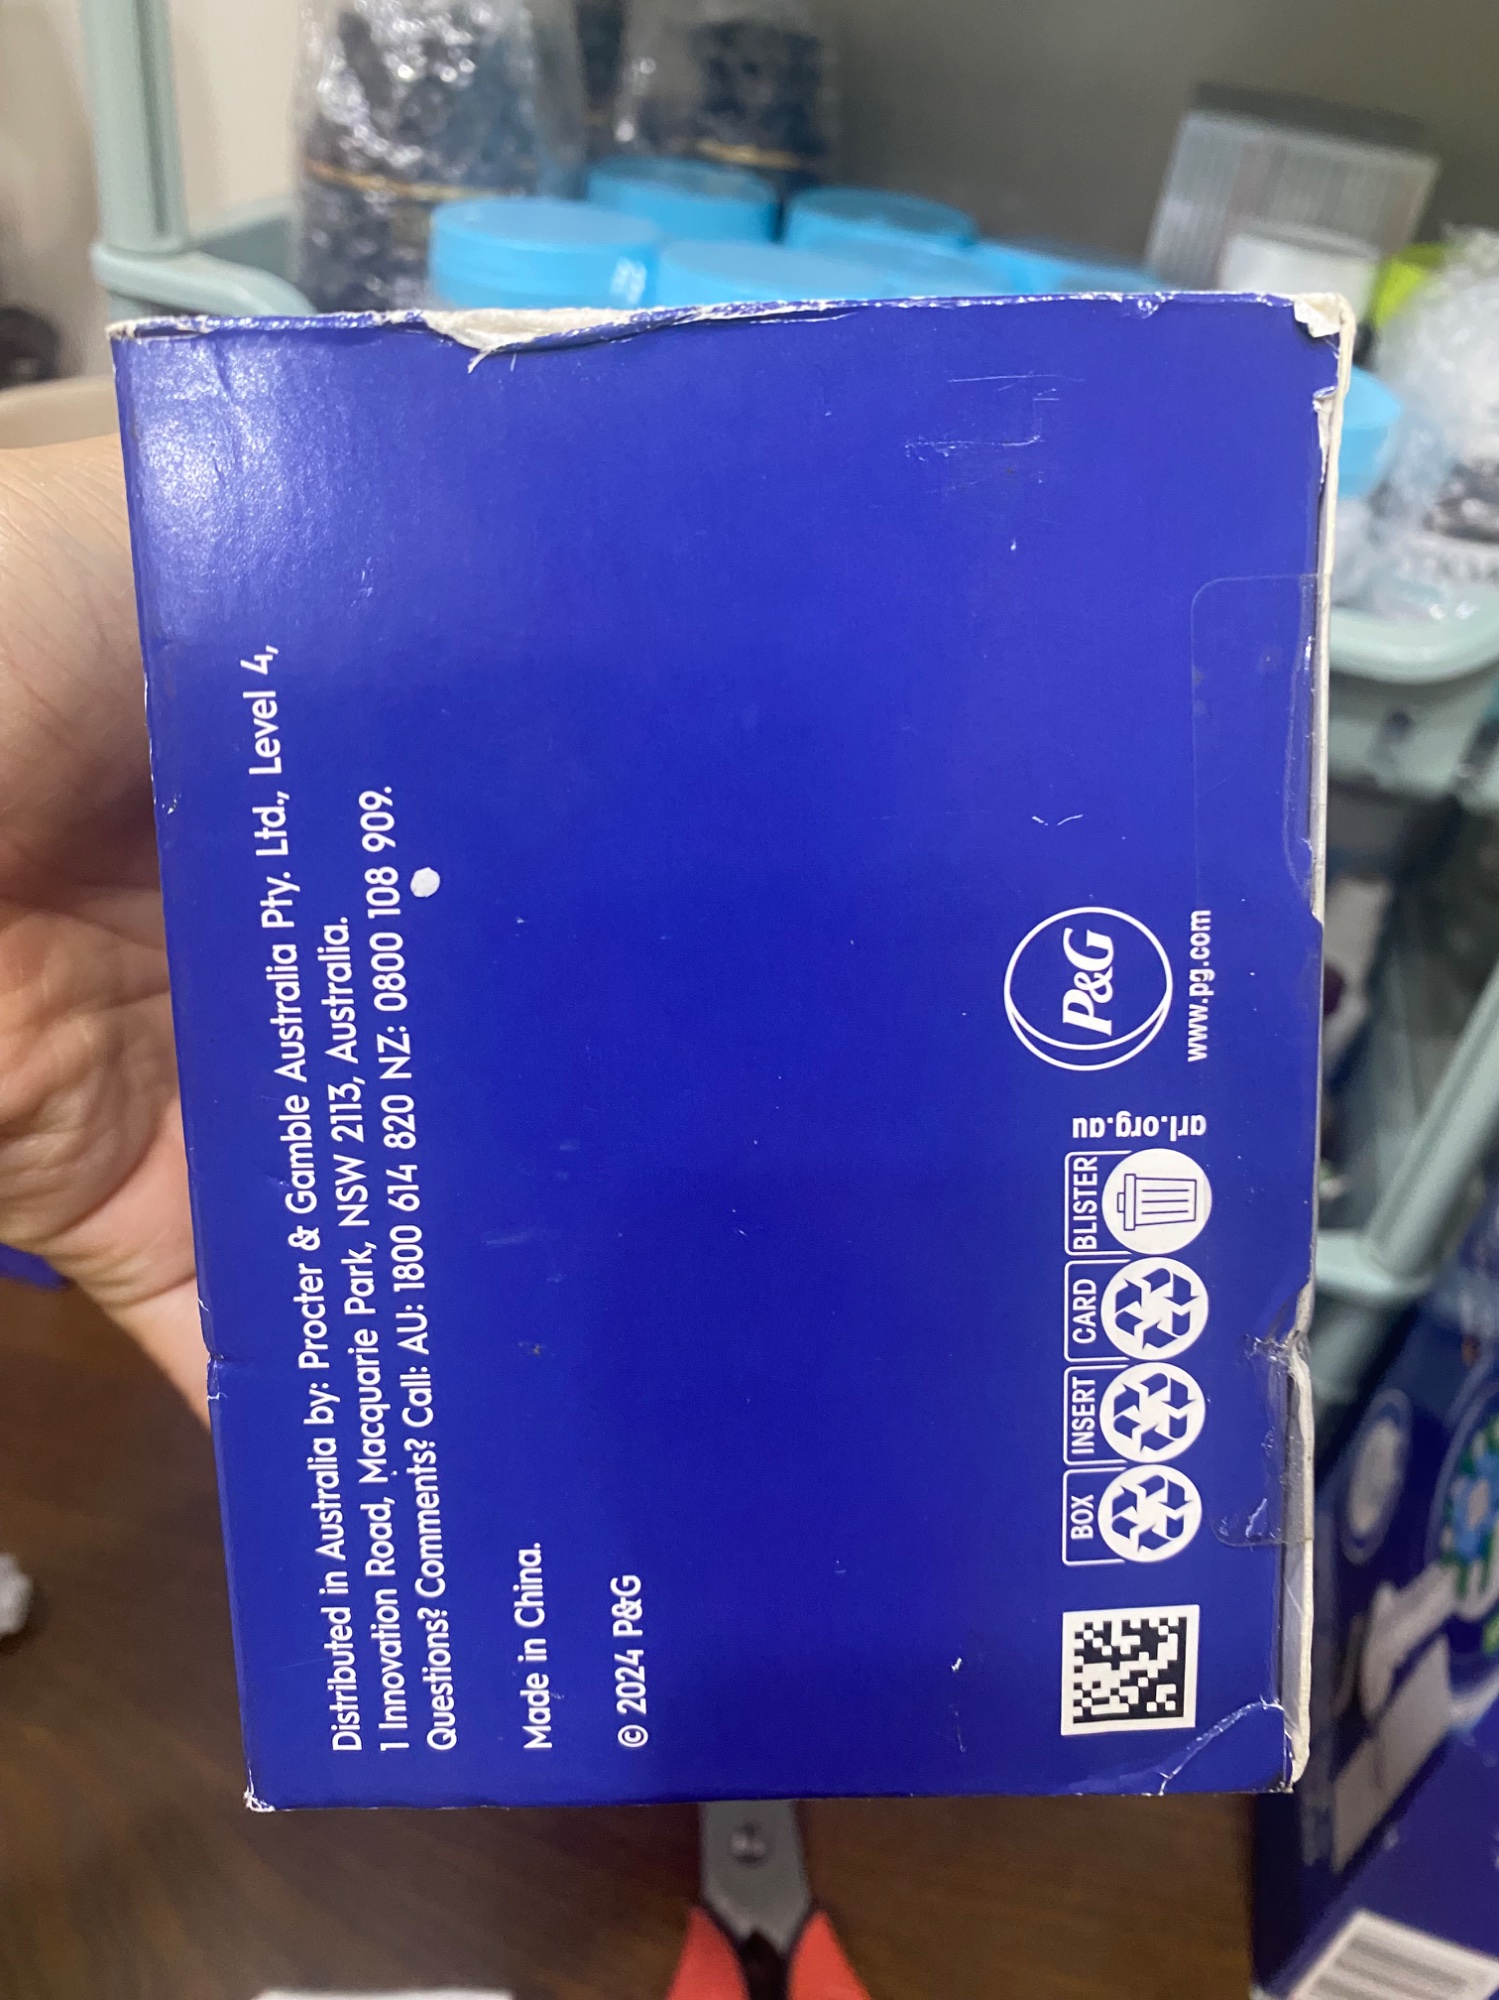 Distributed in Australia by: Procter & Gamble Australia Pty. Ltd., Level 4,
1 Innovation Road, Macquarie Park, NSW 2113, Australia.
Questions? Comments? Call: AU: 1800 614 820 NZ: 0800 108 909.
Made in China.
© 2024 P&G
BOX
INSERT
CARD
BLISTER
arl.org.au
P&G
www.pg.com